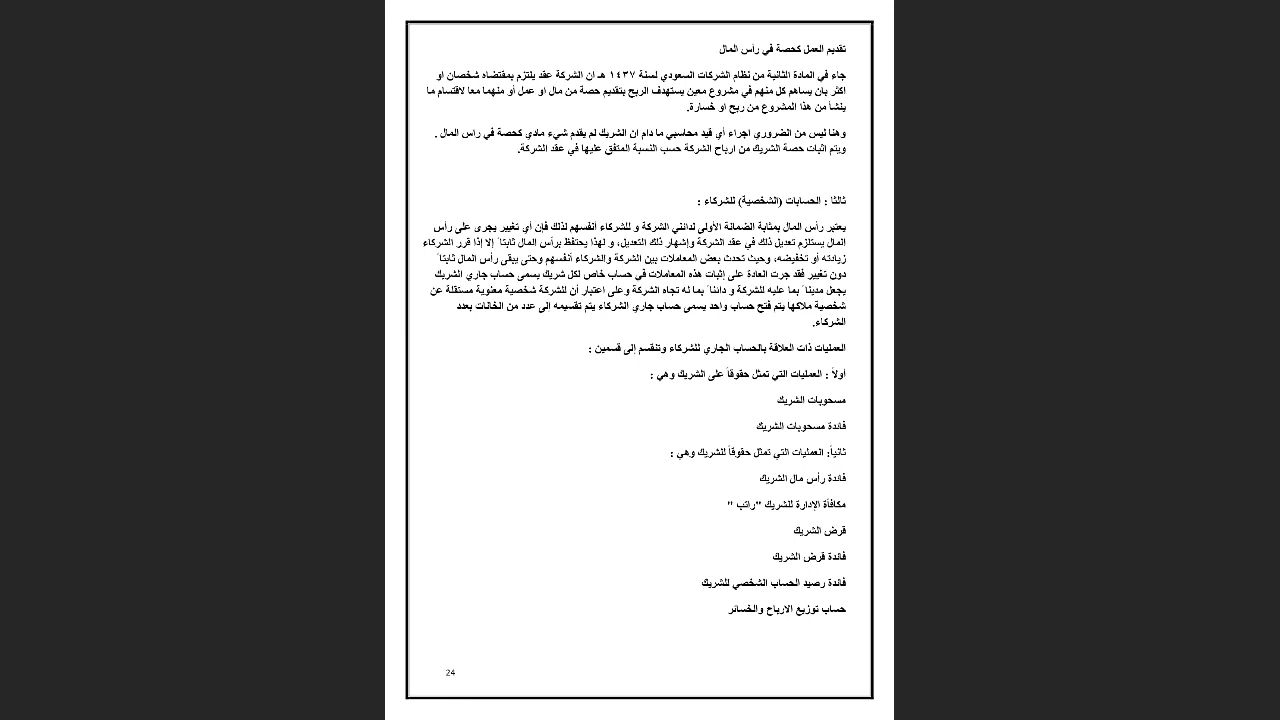 تقديم العمل كحصة في رأس المال
جاء في المادة الثانية من نظام الشركات السعودي لسنة ١٤٣٧ هـ ان الشركة عقد يلتزم بمقتضاه شخصان او
اكثر بان يساهم كل منهم في مشروع معين يستهدف الربح بتقديم حصة من مال او عمل أو منهما معا لاقتسام ما
ينشأ من هذا المشروع من ربح او خسارة.
وهنا ليس من الضروري اجراء أي قيد محاسبي ما دام ان الشريك لم يقدم شيء مادي كحصة في راس المال .
ويتم اثبات حصة الشريك من ارباح الشركة حسب النسبة المتفق عليها في عقد الشركة.
ثالثا : الحسابات (الشخصية) للشركاء :
يعتبر رأس المال بمثابة الضمانة الأولى لدائني الشركة و للشركاء أنفسهم لذلك فإن أي تغيير يجرى على رأس
المال يستلزم تعديل ذلك في عقد الشركة وإشهار ذلك التعديل، و لهذا يحتفظ برأس المال ثابتا ً إلا إذا قرر الشركاء
زيادته أو تخفيضه، وحيث تحدث بعض المعاملات بين الشركة والشركاء أنفسهم وحتى يبقى رأس المال ثابتا ً
دون تغيير فقد جرت العادة على إثبات هذه المعاملات في حساب خاص لكل شريك يسمى حساب جاري الشريك
يجعل مدينا ً بما عليه للشركة و دائنا ً بما له تجاه الشركة وعلى اعتبار أن للشركة شخصية معنوية مستقلة عن
شخصية ملاكها يتم فتح حساب واحد يسمى حساب جاري الشركاء يتم تقسيمه الى عدد من الخانات بعدد
الشركاء.
العمليات ذات العلاقة بالحساب الجاري للشركاء وتنقسم إلى قسمين :
أولاً : العمليات التي تمثل حقوقاً على الشريك وهي :
مسحوبات الشريك
فائدة مسحوبات الشريك
ثانياً: العمليات التي تمثل حقوقاً للشريك وهي :
فائدة رأس مال الشريك
مكافأة الإدارة للشريك "راتب "
قرض الشريك
فائدة قرض الشريك
فائدة رصيد الحساب الشخصي للشريك
حساب توزيع الارباح والخسائر
24